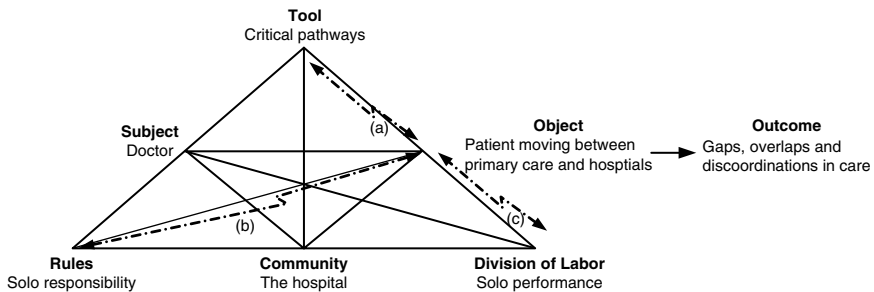 Tool
Critical pathways
(a)
Subject
Doctor
Object
Patient moving between
primary care and hosptials
Outcome
Gaps, overlaps and
discoordinations in care
(b)
(c)
Rules
Solo responsibility
Community
The hospital
Division of Labor
Solo performance